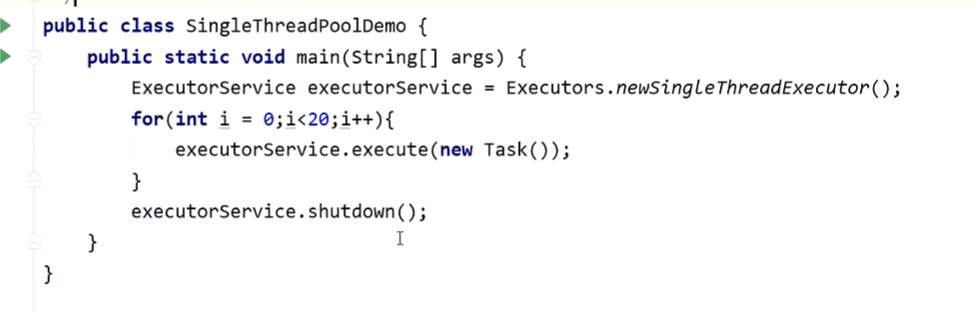 public class SingleThreadPoolDemo {
    public static void main(String[] args) {
        ExecutorService executorService = Executors.newSingleThreadExecutor();
        for(int i = 0;i<20;i++){
            executorService.execute(new Task());
        }
        executorService.shutdown();
    }
}